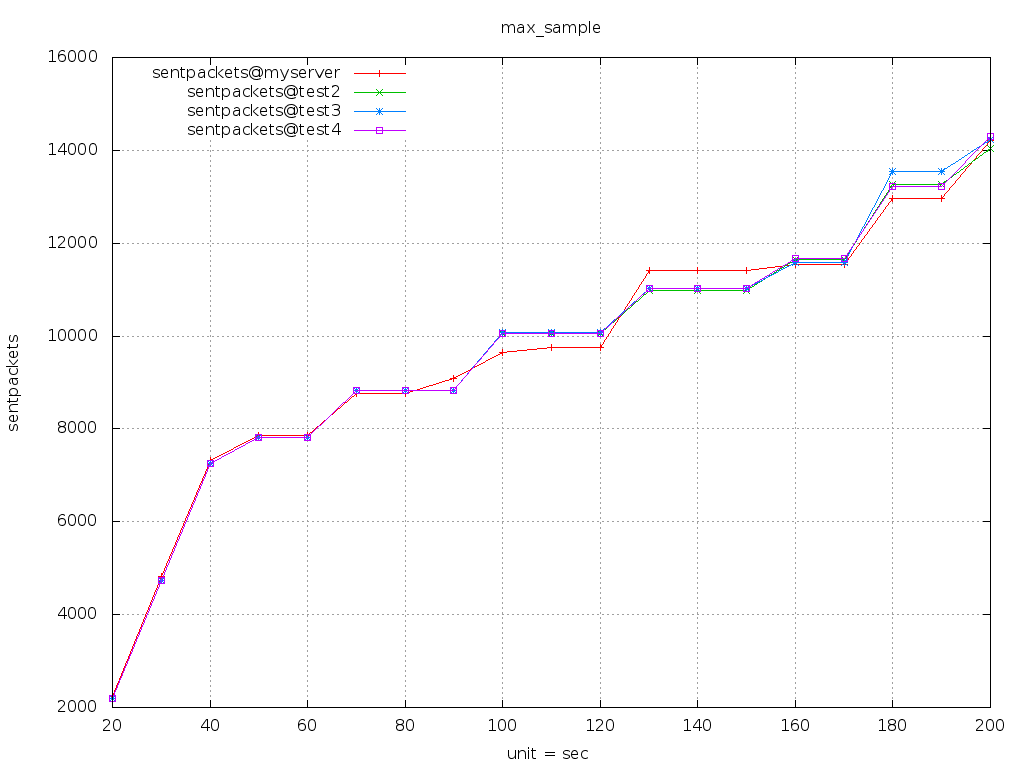 max_sample
16000
14000
12000
10000
8000
6000
4000
2000
sentpackets
sentpackets@myserver
sentpackets@test2
sentpackets@test3
sentpackets@test4
20 40 60 80 100 120 140 160 180 200
unit = sec